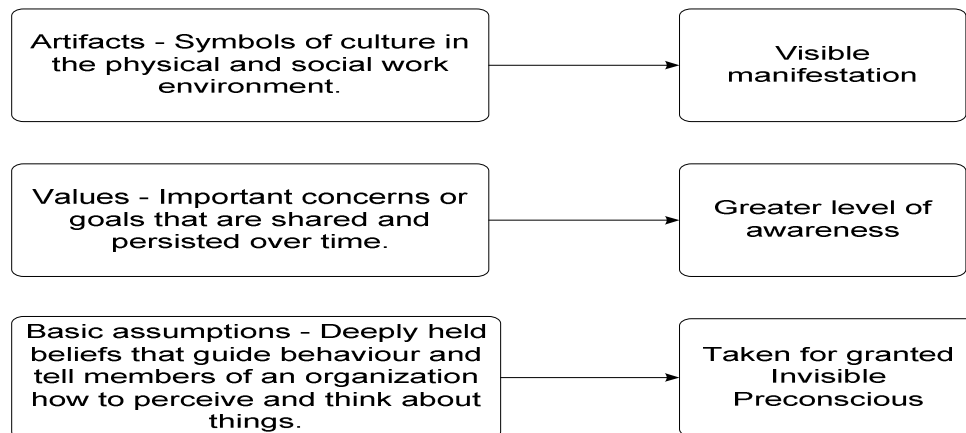 Artifacts - Symbols of culture in
the physical and social work
environment.
Visible
manifestation
Values - Important concerns or
goals that are shared and
persisted over time.
Greater level of
awareness
Basic assumptions - Deeply held
beliefs that guide behaviour and
tell members of an organization
how to perceive and think about
things.
Taken for granted
Invisible
Preconscious